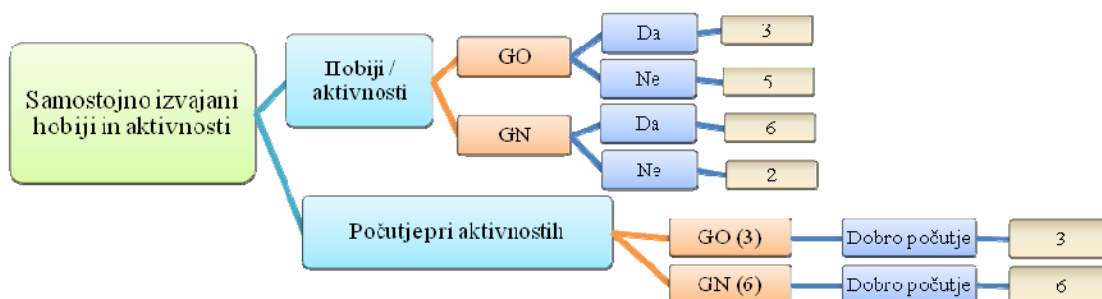 Samostojno izvajani
hobiji in aktivnosti
Hobiji /
aktivnosti
GO
Da
3
Ne
5
GN
Da
6
Ne
2
Počutjepri aktivnostih
GO (3)
Dobro počutje
3
GN (6)
Dobro počutje
6